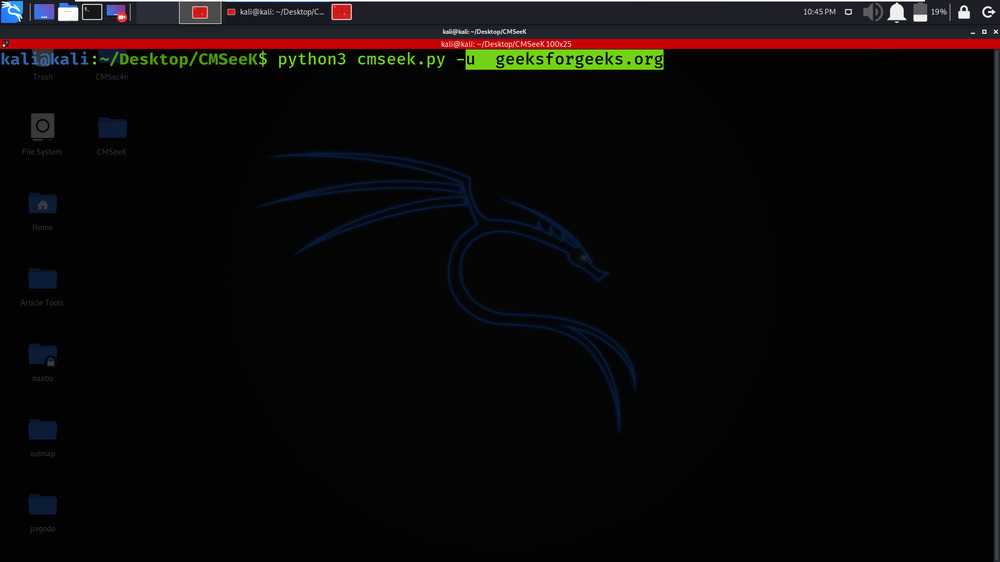 kali@kali: ~/Desktop/C...
10:45 PM
19%
kali@kali: ~/Desktop/CMSeeK
kali@kali: ~/Desktop/CMSeeK 100x25
kali@kali:~/Desktop/CMSeeK$ python3 cmseek.py -u  geeksforgeeks.org
Trash
CMSsc4n
File System
CMSeeK
Home
Article Tools
naabu
vulmap
pagodo